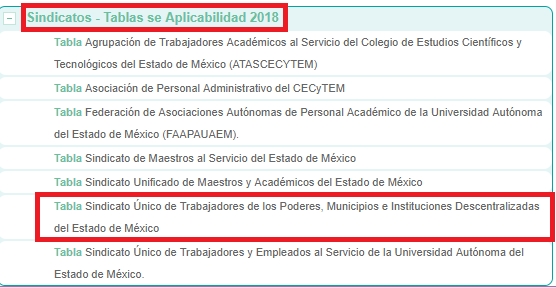 Sindicatos - Tablas se Aplicabilidad 2018
Tabla Agrupación de Trabajadores Académicos al Servicio del Colegio de Estudios Científicos y
Tecnológicos del Estado de México (ATASCECYTEM)
Tabla Asociación de Personal Administrativo del CECyTEM
Tabla Federación de Asociaciones Autónomas de Personal Académico de la Universidad Autónoma
del Estado de México (FAAPAUAEM).
Tabla Sindicato de Maestros al Servicio del Estado de México
Tabla Sindicato Unificado de Maestros y Académicos del Estado de México
Tabla Sindicato Único de Trabajadores de los Poderes, Municipios e Instituciones Descentralizadas
del Estado de México
Tabla Sindicato Único de Trabajadores y Empleados al Servicio de la Universidad Autónoma del
Estado de México.